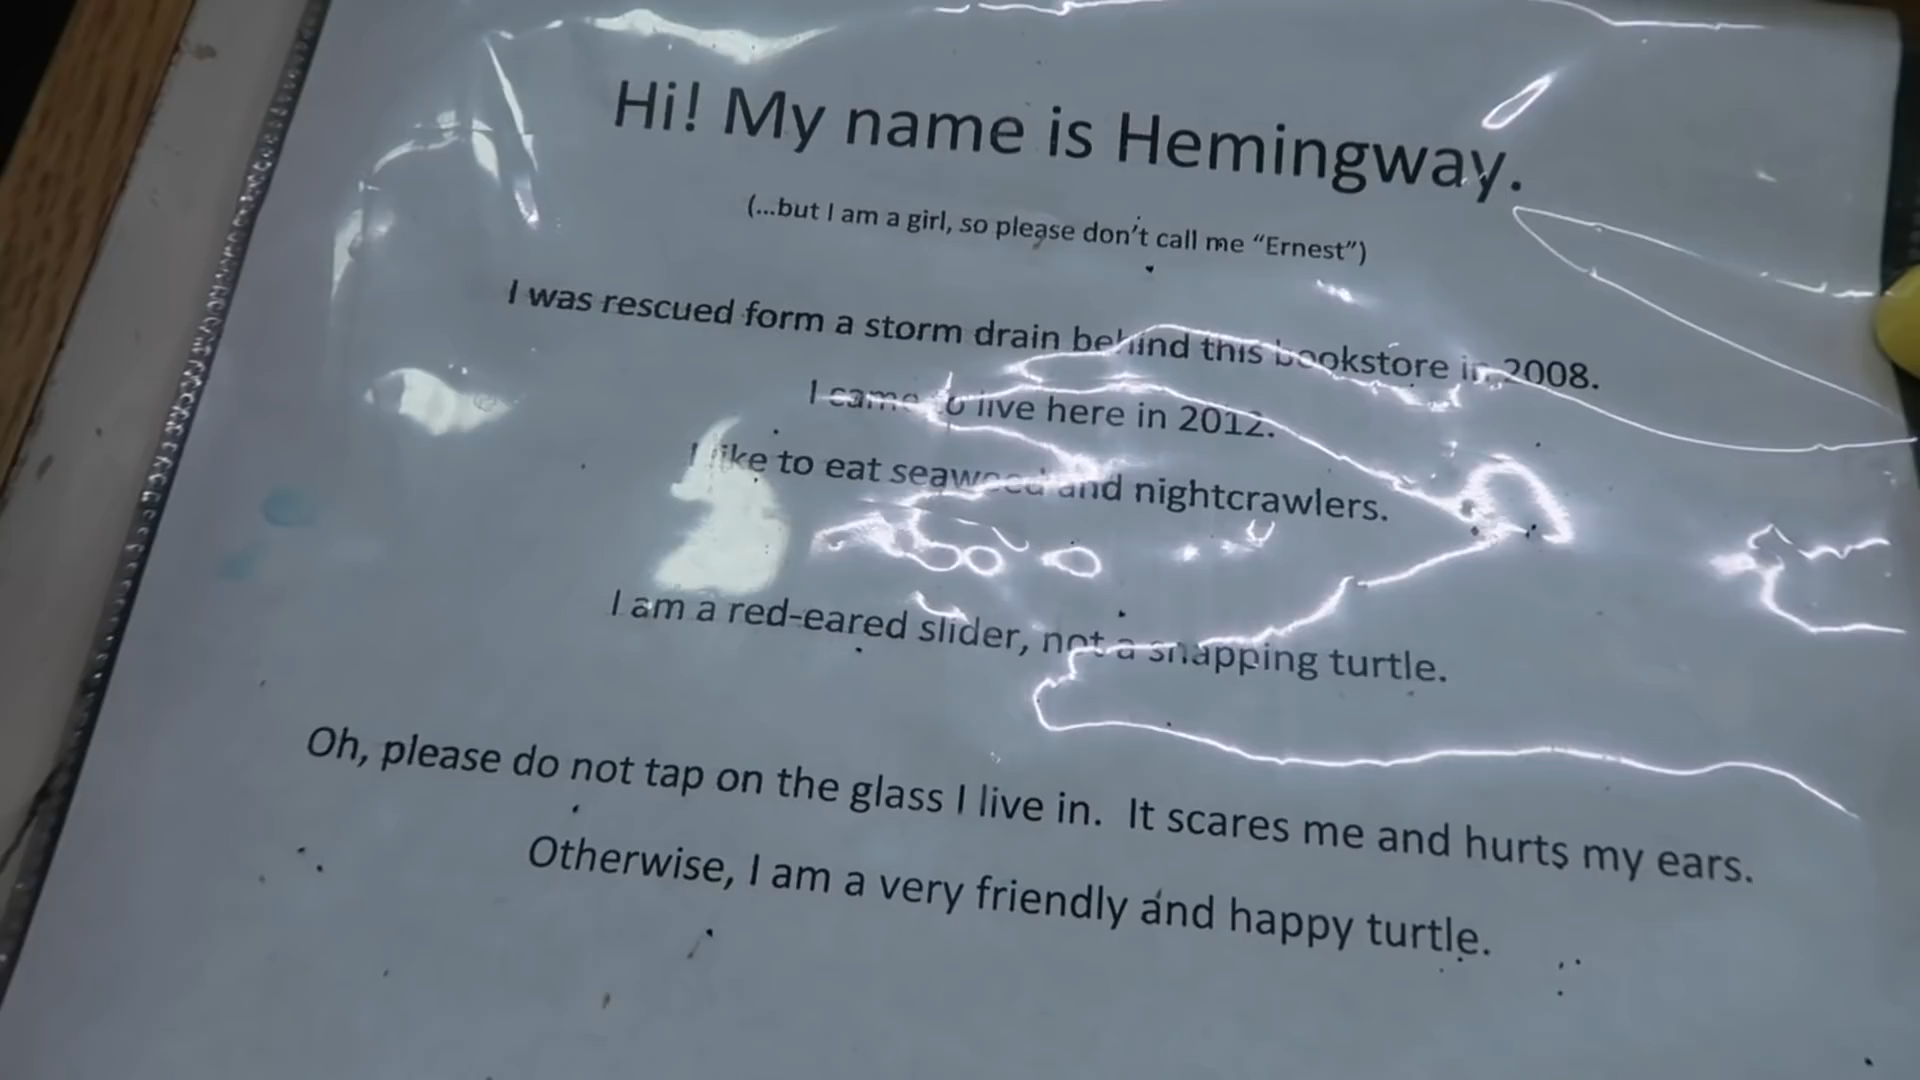 Hi! My name is Hemingway.
(...but I am a girl, so please don't call me "Ernest")
I was rescued form a storm drain behind this bookstore in 2008.
I came to live here in 2012.
I like to eat seaweed and nightcrawlers.
I am a red-eared slider, not a snapping turtle.
Oh, please do not tap on the glass I live in. It scares me and hurts my ears.
Otherwise, I am a very friendly and happy turtle.